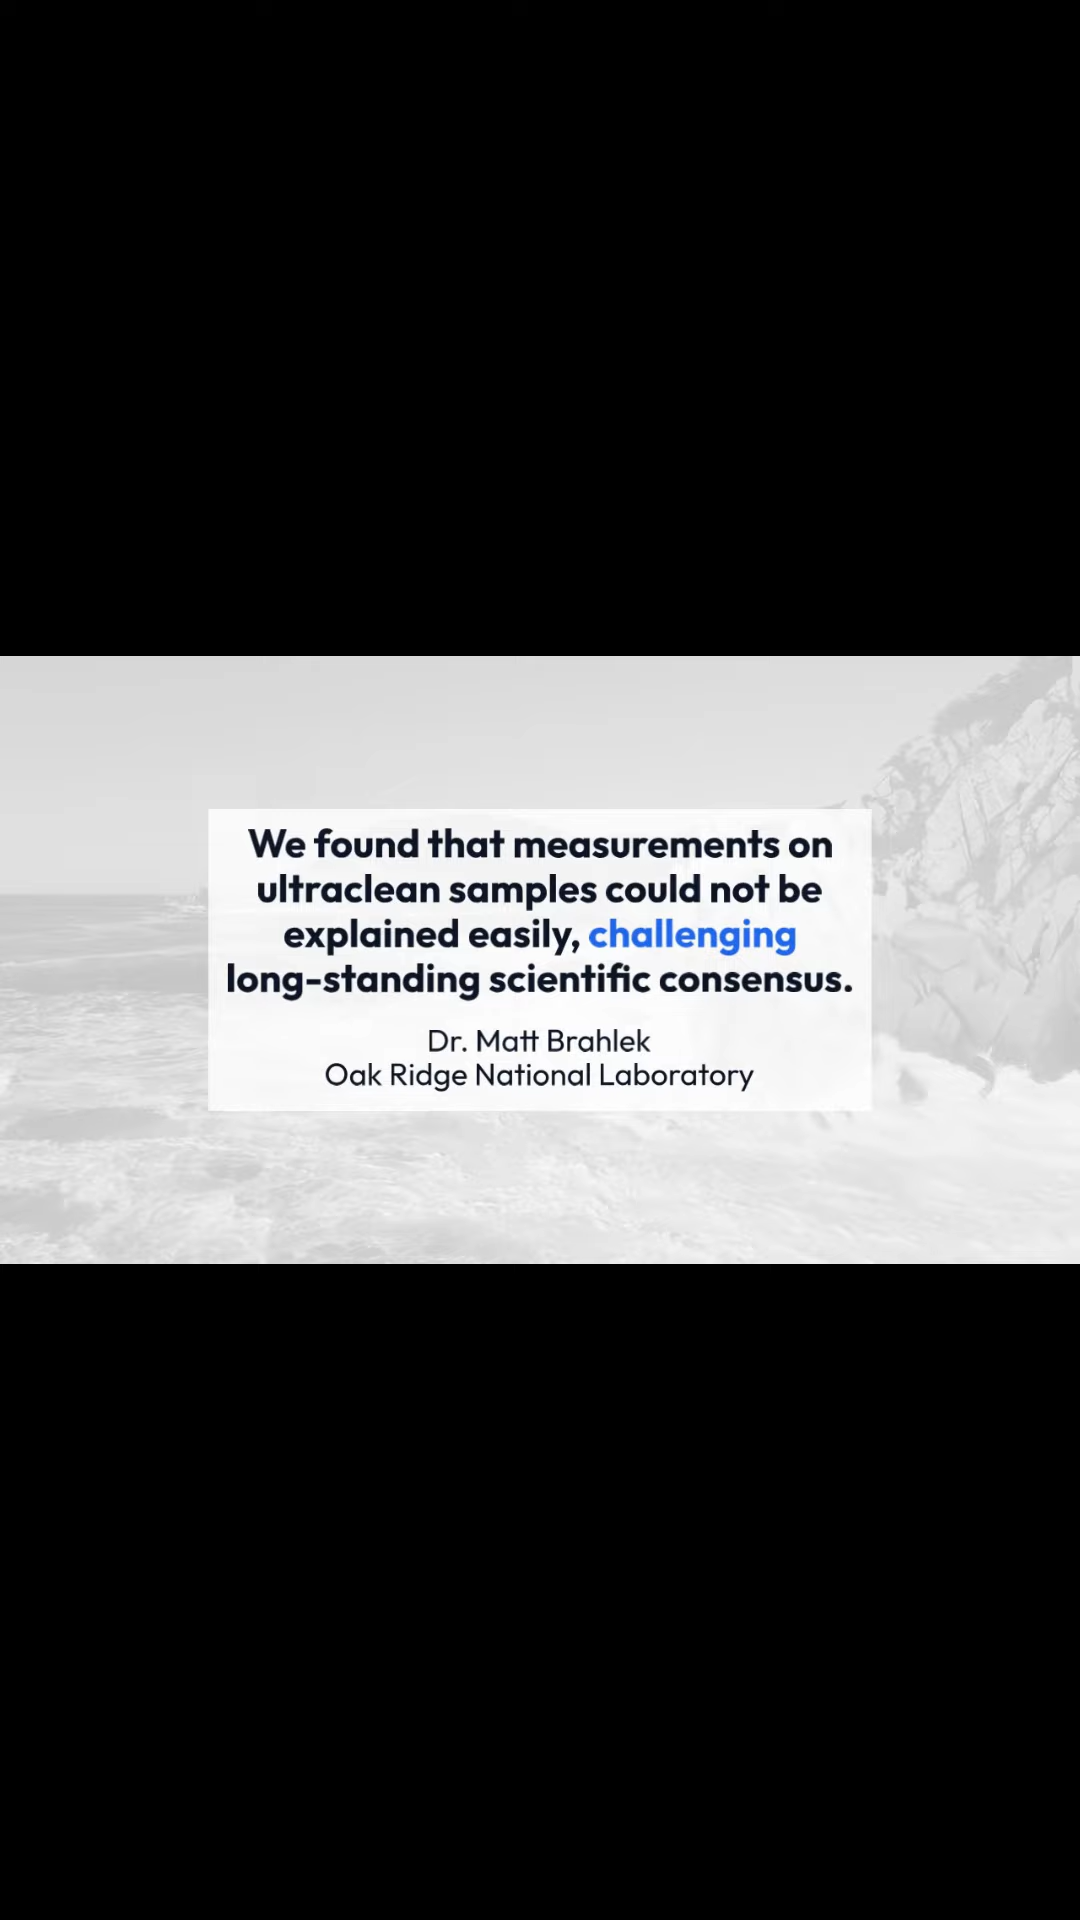 We found that measurements on
ultraclean samples could not be
explained easily, challenging
long-standing scientific consensus.
Dr. Matt Brahlek
Oak Ridge National Laboratory